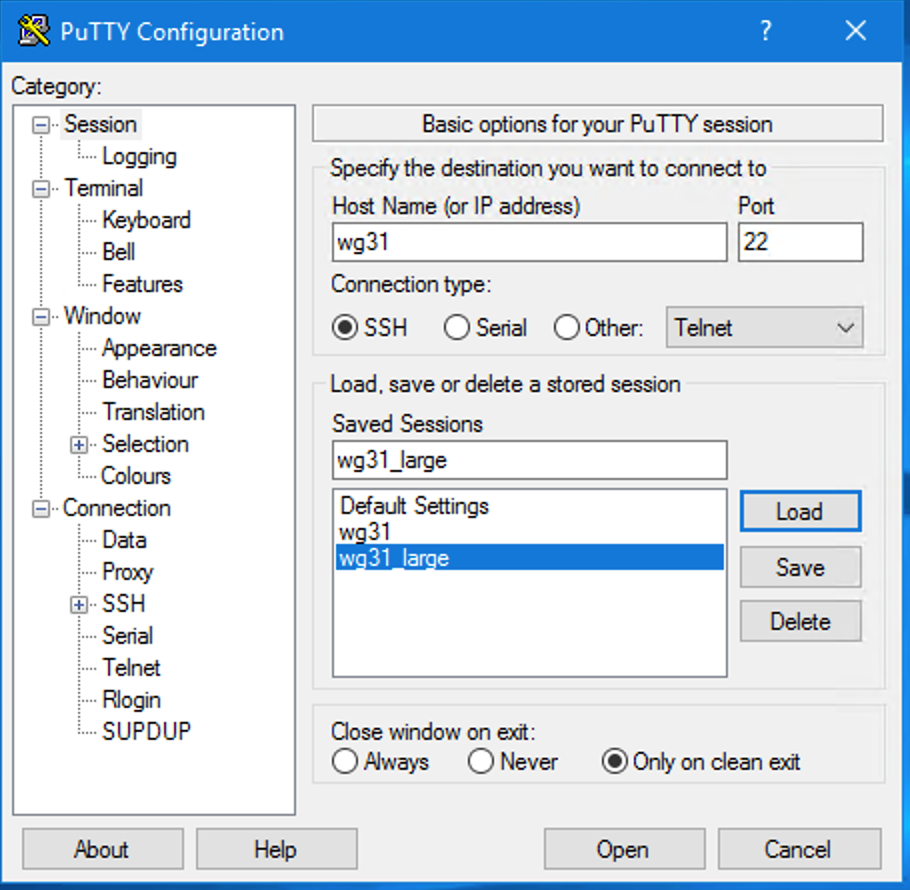 PuTTY Configuration
?
Category:
Session
Logging
Terminal
Keyboard
Bell
Features
Window
Appearance
Behaviour
Translation
Selection
Colours
Connection
Data
Proxy
SSH
Serial
Telnet
Rlogin
SUPDUP
Basic options for your PuTTY session
Specify the destination you want to connect to
Host Name (or IP address) Port
wg31 22
Connection type:
SSH Serial Other: Telnet
Load, save or delete a stored session
Saved Sessions
wg31_large
Default Settings
wg31
wg31_large
Load
Save
Delete
Close window on exit:
Always Never Only on clean exit
About Help Open Cancel